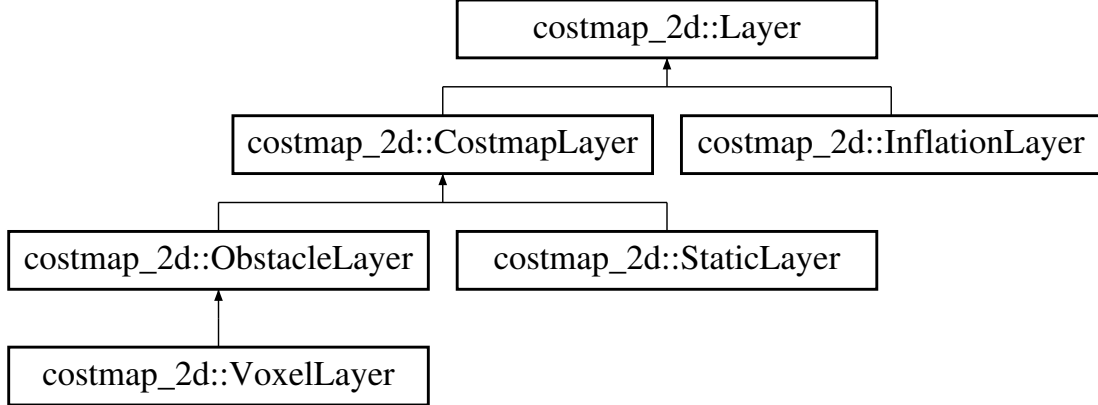 costmap_2d::Layer
costmap_2d::CostmapLayer
costmap_2d::InflationLayer
costmap_2d::ObstacleLayer
costmap_2d::StaticLayer
costmap_2d::VoxelLayer